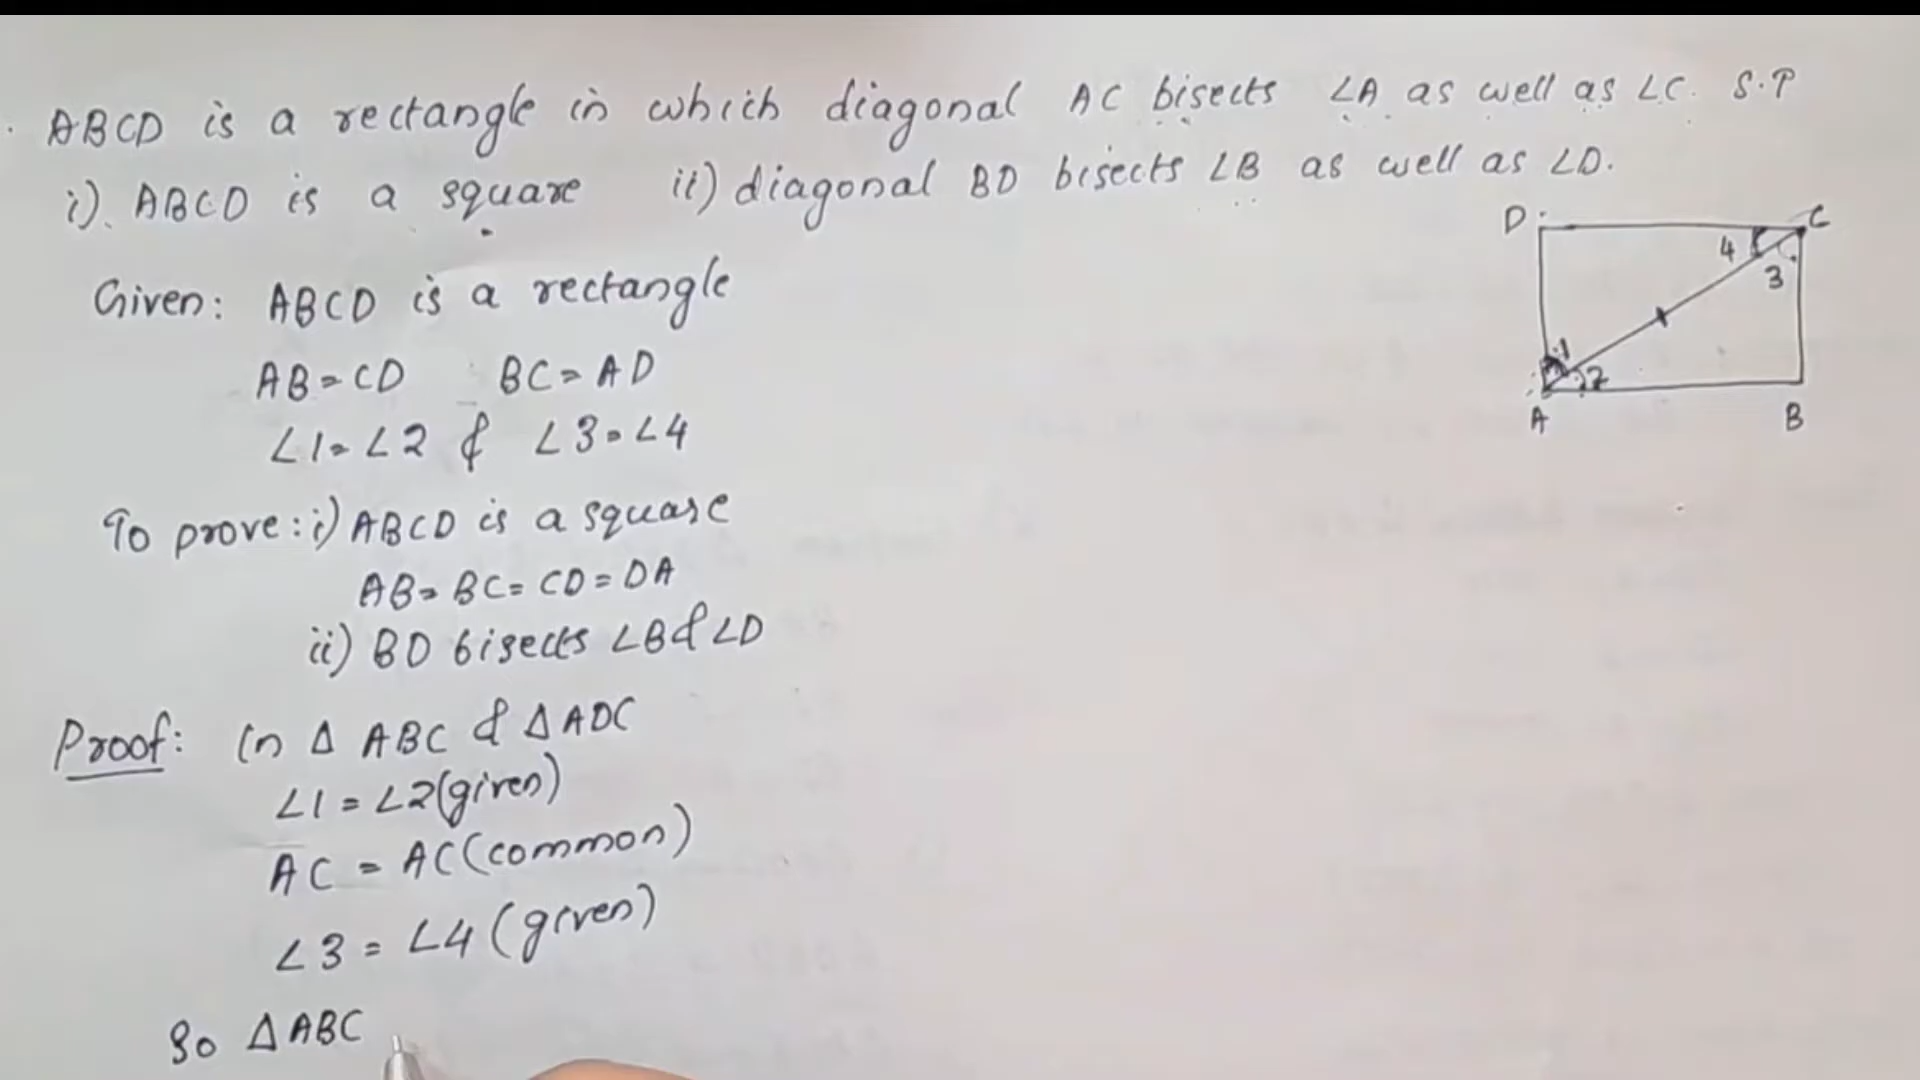 ABCD is a rectangle in which diagonal AC bisects ∠A as well as ∠C. S.P
i). ABCD is a square ii) diagonal BD bisects ∠B as well as ∠D.
D C
4
3
1
2
A B
Given: ABCD is a rectangle
AB = CD BC = AD
∠1 = ∠2 & ∠3 = ∠4
To prove: i) ABCD is a square
AB = BC = CD = DA
ii) BD bisects ∠B & ∠D
Proof: In Δ ABC & Δ ADC
∠1 = ∠2 (given)
AC = AC (common)
∠3 = ∠4 (given)
So Δ ABC